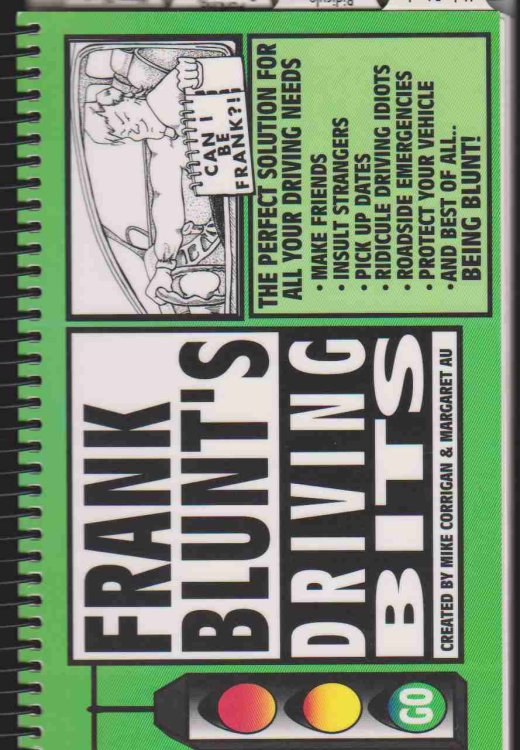 FRANK
BLUNT'S
DRIVING
BITS
CREATED BY MIKE CORRIGAN & MARGARET AU
GO
CAN I
BE
FRANK?!
THE PERFECT SOLUTION FOR
ALL YOUR DRIVING NEEDS
• MAKE FRIENDS
• INSULT STRANGERS
• PICK UP DATES
• RIDICULE DRIVING IDIOTS
• ROADSIDE EMERGENCIES
• PROTECT YOUR VEHICLE
• AND BEST OF ALL...
BEING BLUNT!